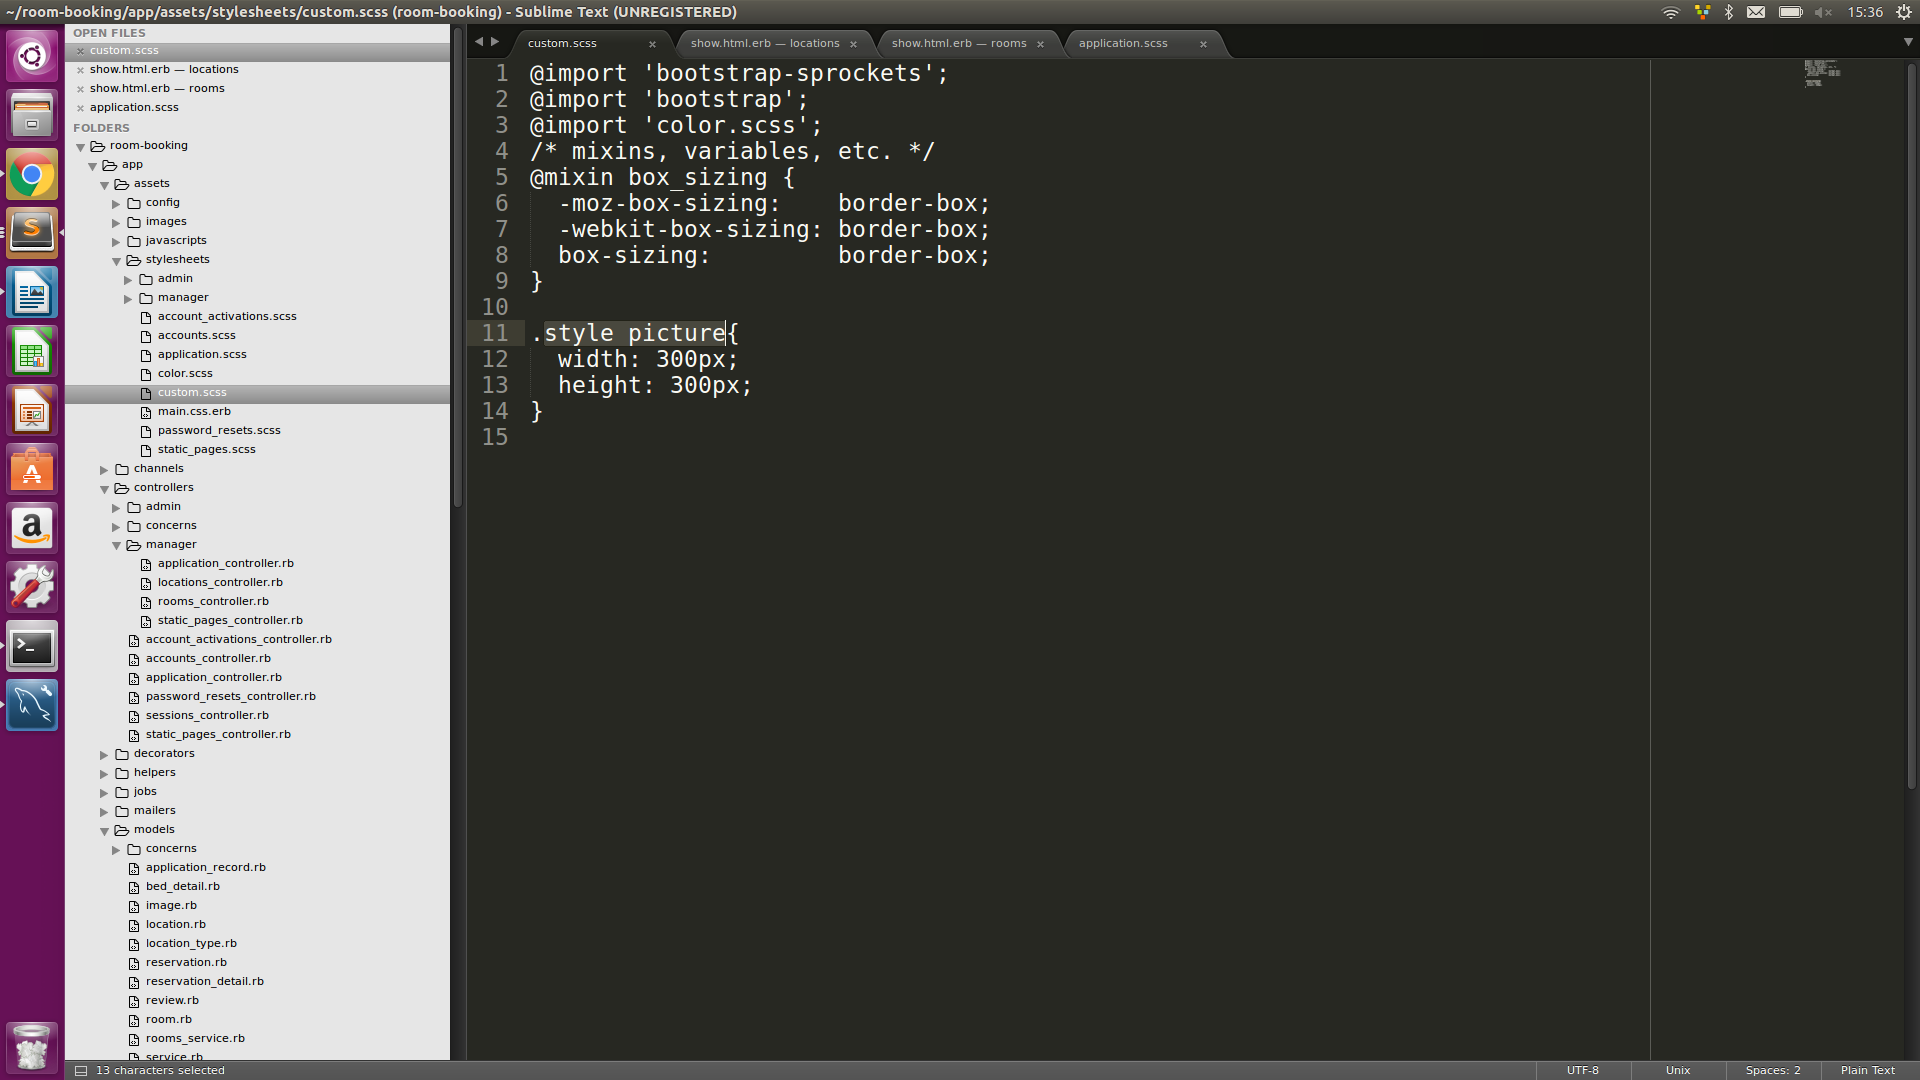 ~/room-booking/app/assets/stylesheets/custom.scss (room-booking) - Sublime Text (UNREGISTERED)
15:36
OPEN FILES
custom.scss
show.html.erb — locations
show.html.erb — rooms
application.scss
FOLDERS
room-booking
app
assets
config
images
javascripts
stylesheets
admin
manager
account_activations.scss
accounts.scss
application.scss
color.scss
custom.scss
main.css.erb
password_resets.scss
static_pages.scss
channels
controllers
admin
concerns
manager
application_controller.rb
locations_controller.rb
rooms_controller.rb
static_pages_controller.rb
account_activations_controller.rb
accounts_controller.rb
application_controller.rb
password_resets_controller.rb
sessions_controller.rb
static_pages_controller.rb
decorators
helpers
jobs
mailers
models
concerns
application_record.rb
bed_detail.rb
image.rb
location.rb
location_type.rb
reservation.rb
reservation_detail.rb
review.rb
room.rb
rooms_service.rb
service.rb
custom.scss
show.html.erb — locations
show.html.erb — rooms
application.scss
1 @import 'bootstrap-sprockets';
2 @import 'bootstrap';
3 @import 'color.scss';
4 /* mixins, variables, etc. */
5 @mixin box_sizing {
6   -moz-box-sizing:    border-box;
7   -webkit-box-sizing: border-box;
8   box-sizing:         border-box;
9 }
10
11 .style picture{
12   width: 300px;
13   height: 300px;
14 }
15
13 characters selected
UTF-8
Unix
Spaces: 2
Plain Text